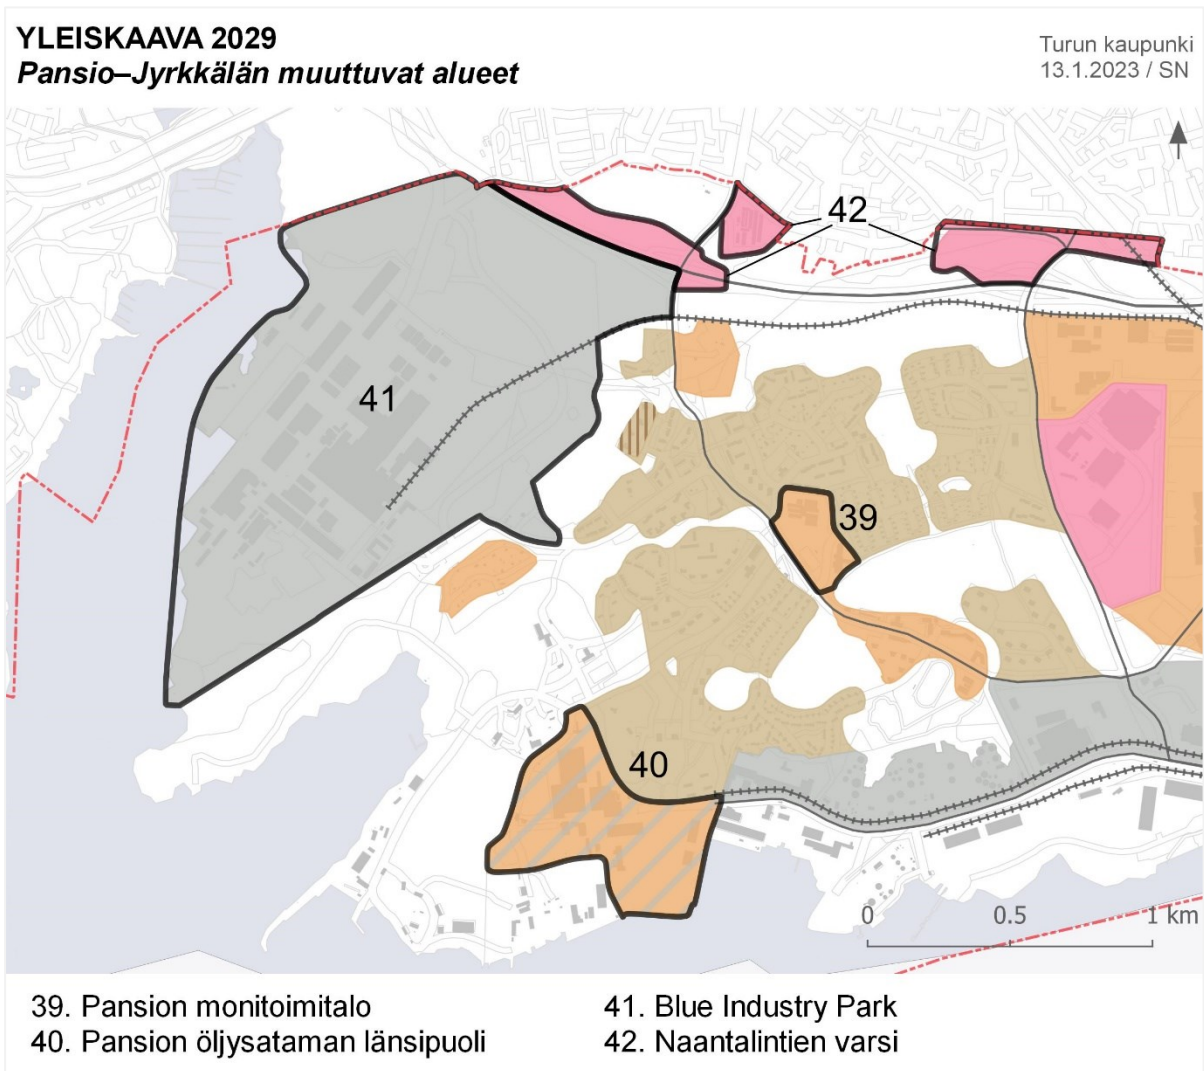 YLEISKAAVA 2029
Pansio–Jyrkkälän muuttuvat alueet
Turun kaupunki
13.1.2023 / SN
42
41
39
40
0 0.5 1 km
39. Pansion monitoimitalo
40. Pansion öljysataman länsipuoli
41. Blue Industry Park
42. Naantalintien varsi